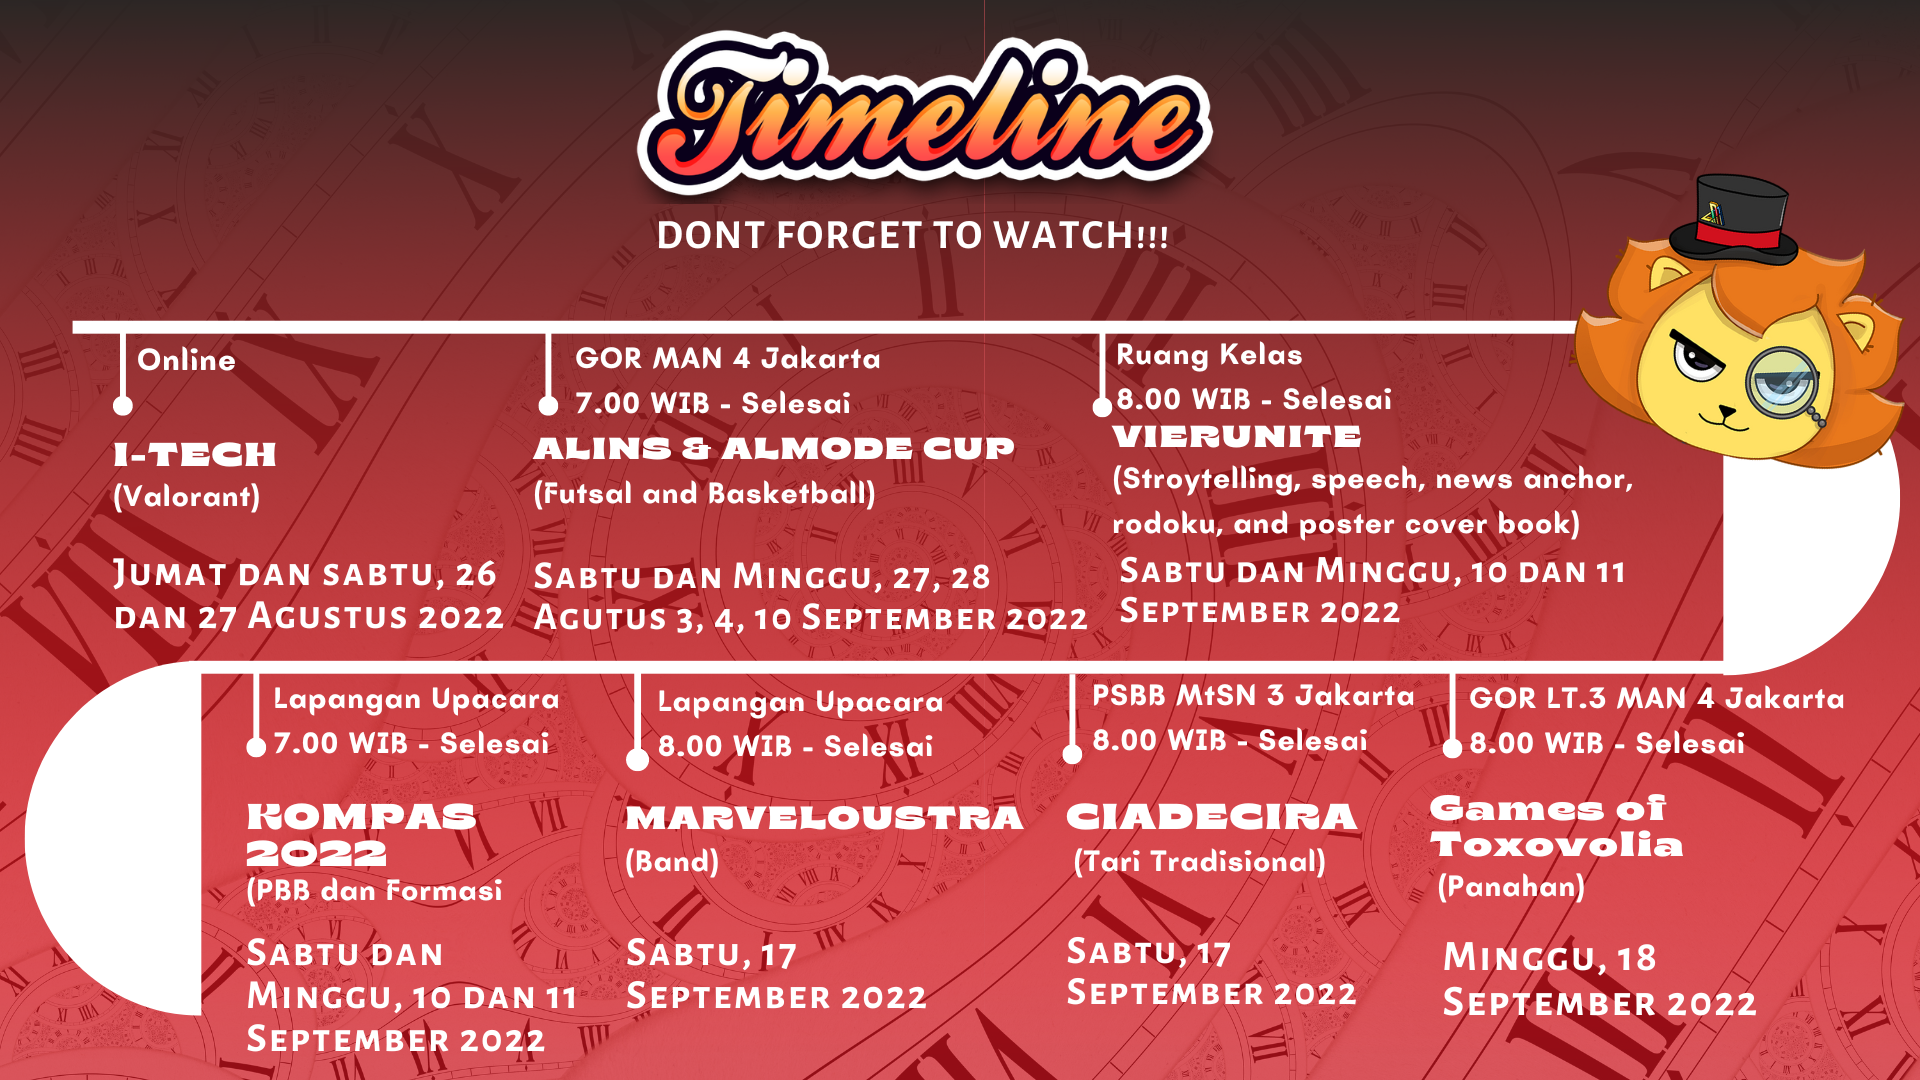 Timeline
DONT FORGET TO WATCH!!!
Online
I-TECH
(Valorant)
JUMAT DAN SABTU, 26
DAN 27 AGUSTUS 2022
GOR MAN 4 Jakarta
7.00 WIB - Selesai
ALINS & ALMODE CUP
(Futsal and Basketball)
SABTU DAN MINGGU, 27, 28
AGUTUS 3, 4, 10 SEPTEMBER 2022
Ruang Kelas
8.00 WIB - Selesai
VIERUNITE
(Stroytelling, speech, news anchor,
rodoku, and poster cover book)
SABTU DAN MINGGU, 10 DAN 11
SEPTEMBER 2022
Lapangan Upacara
7.00 WIB - Selesai
KOMPAS
2022
(PBB dan Formasi
SABTU DAN
MINGGU, 10 DAN 11
SEPTEMBER 2022
Lapangan Upacara
8.00 WIB - Selesai
MARVELOUSTRA
(Band)
SABTU, 17
SEPTEMBER 2022
PSBB MtSN 3 Jakarta
8.00 WIB - Selesai
CIADECIRA
(Tari Tradisional)
SABTU, 17
SEPTEMBER 2022
GOR LT.3 MAN 4 Jakarta
8.00 WIB - Selesai
Games of
Toxovolia
(Panahan)
MINGGU, 18
SEPTEMBER 2022